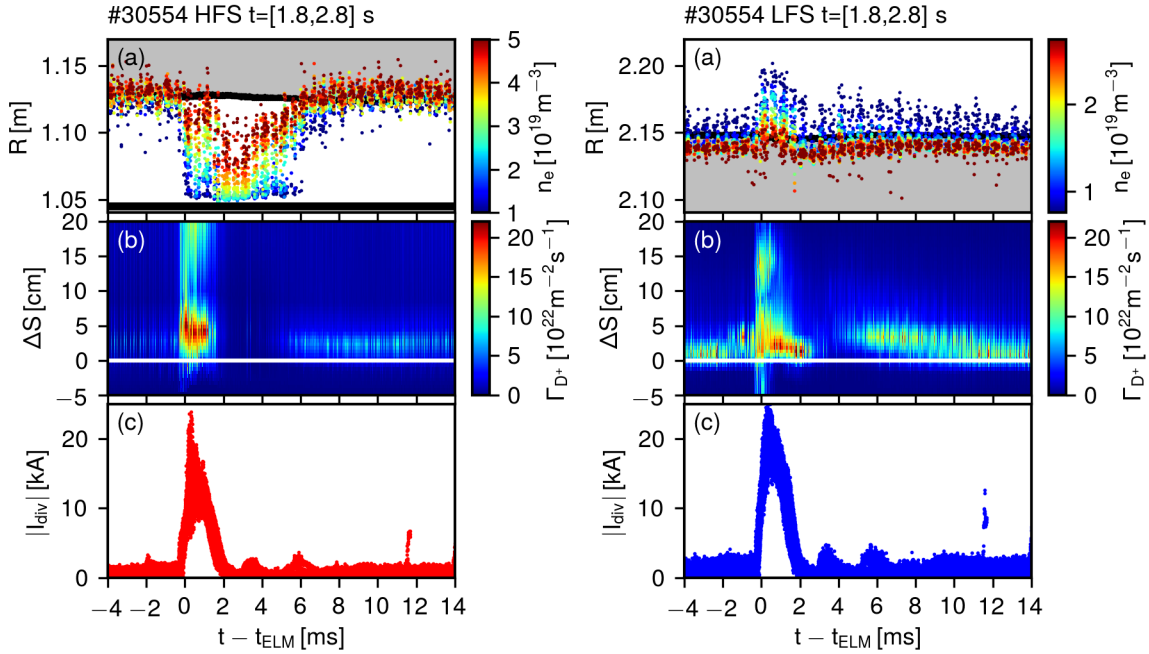 #30554 HFS t=[1.8,2.8] s
(a)
1.15
1.10
1.05
R [m]
5
4
3
2
1
n_e [10^19 m^−3]
(b)
20
15
10
5
0
−5
ΔS [cm]
20
15
10
5
0
Γ_D+ [10^22 m^−2 s^−1]
(c)
20
10
0
|I_div| [kA]
−4 −2 0 2 4 6 8 10 12 14
t − t_ELM [ms]
#30554 LFS t=[1.8,2.8] s
(a)
2.20
2.15
2.10
R [m]
2
1
n_e [10^19 m^−3]
(b)
20
15
10
5
0
−5
ΔS [cm]
20
15
10
5
0
Γ_D+ [10^22 m^−2 s^−1]
(c)
20
10
0
|I_div| [kA]
−4 −2 0 2 4 6 8 10 12 14
t − t_ELM [ms]